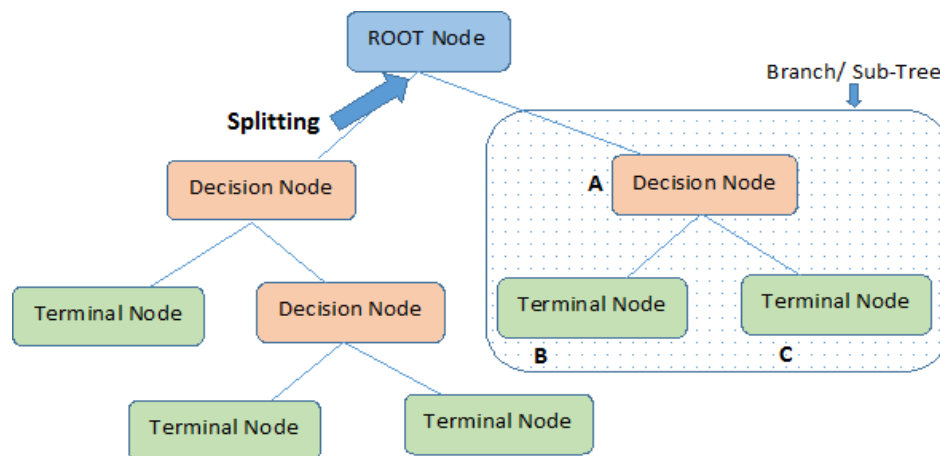 ROOT Node
Branch/ Sub-Tree
Splitting
Decision Node
A Decision Node
Terminal Node
Decision Node
Terminal Node
Terminal Node
B
C
Terminal Node
Terminal Node